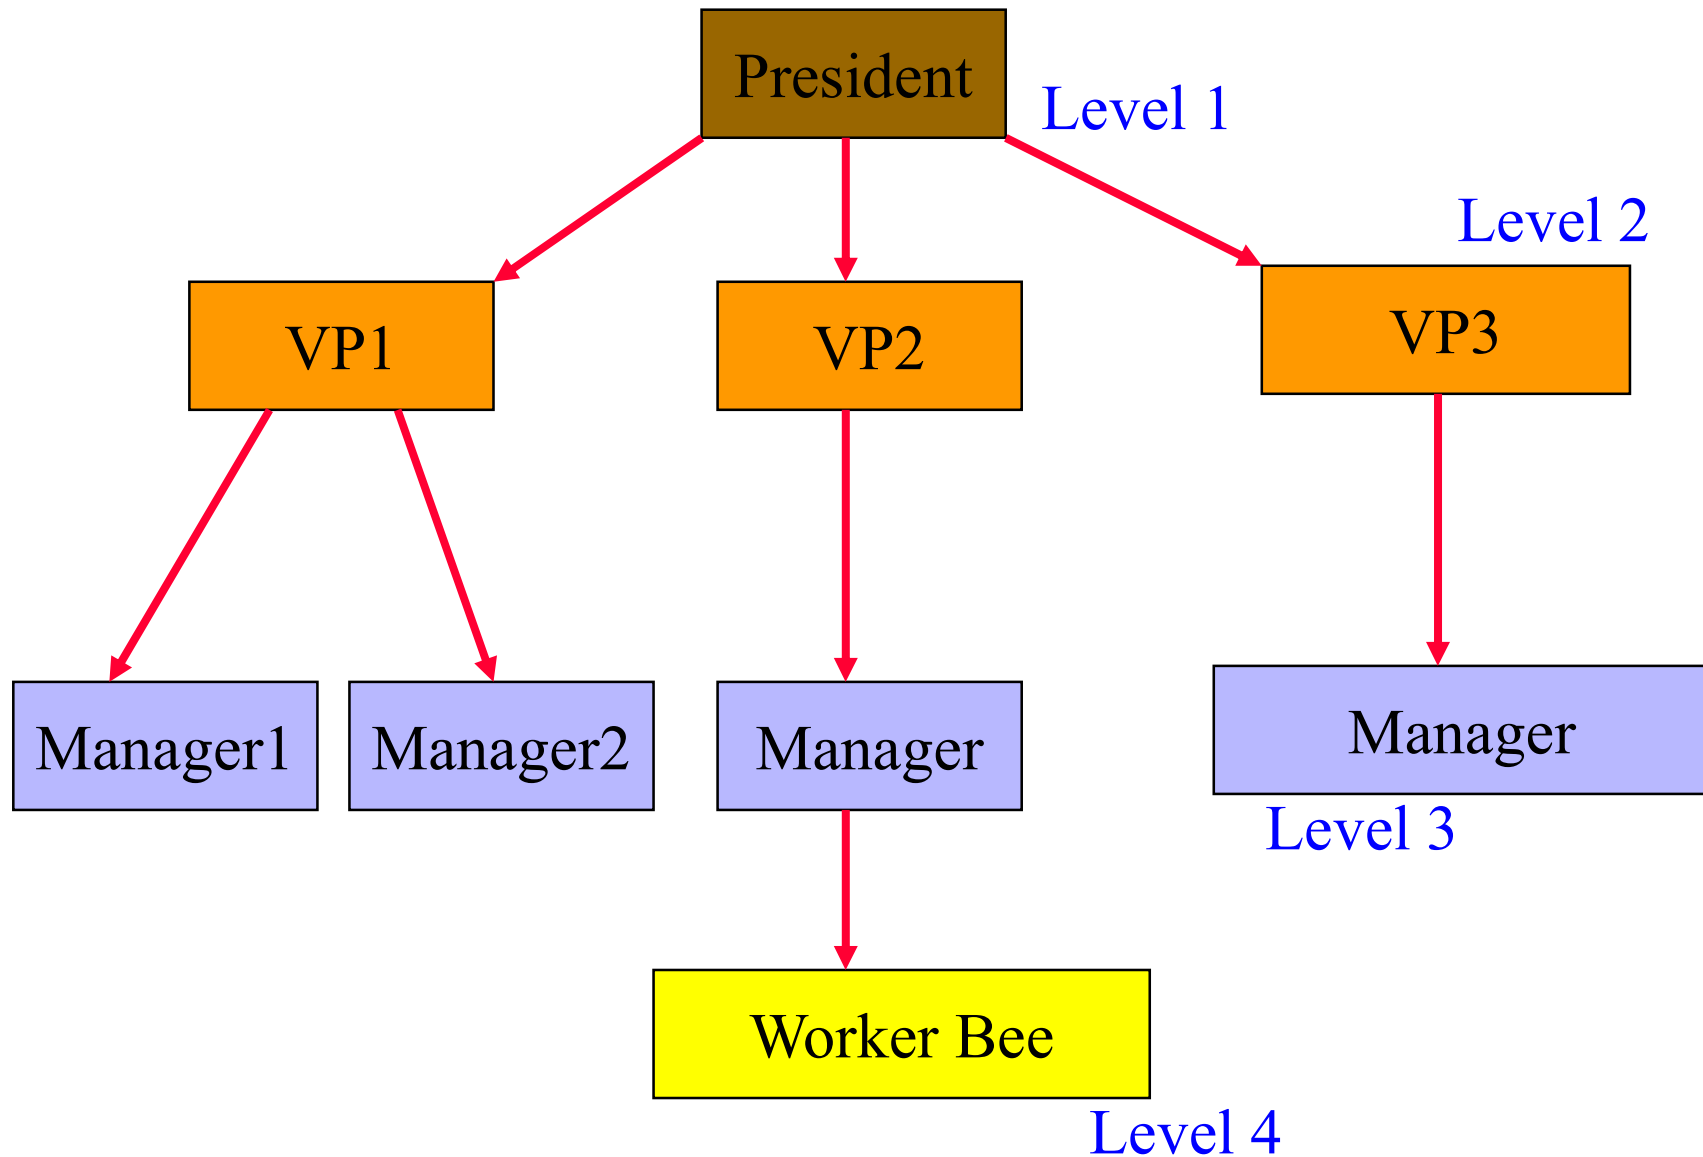 President
Level 1
Level 2
VP1
VP2
VP3
Manager1
Manager2
Manager
Manager
Level 3
Worker Bee
Level 4